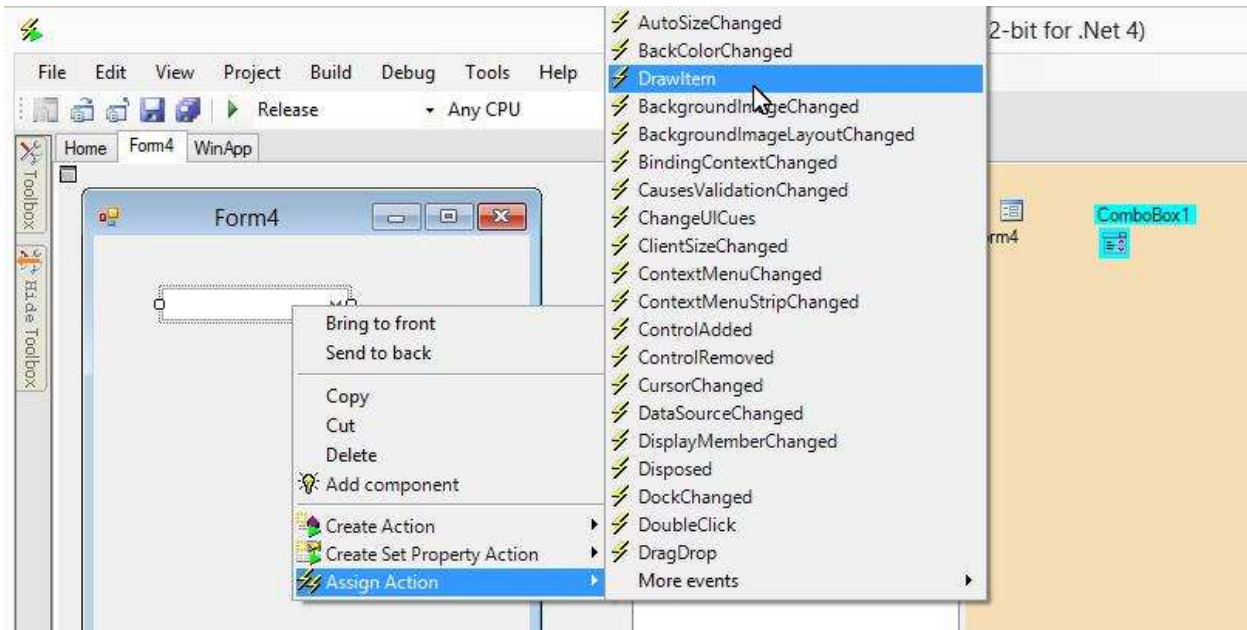 2-bit for .Net 4)
File Edit View Project Build Debug Tools Help
Release Any CPU
Home Form4 WinApp
Toolbox
Hide Toolbox
Form4
Bring to front
Send to back
Copy
Cut
Delete
Add component
Create Action
Create Set Property Action
Assign Action
AutoSizeChanged
BackColorChanged
DrawItem
BackgroundImageChanged
BackgroundImageLayoutChanged
BindingContextChanged
CausesValidationChanged
ChangeUICues
ClientSizeChanged
ContextMenuChanged
ContextMenuStripChanged
ControlAdded
ControlRemoved
CursorChanged
DataSourceChanged
DisplayMemberChanged
Disposed
DockChanged
DoubleClick
DragDrop
More events
rm4
ComboBox1